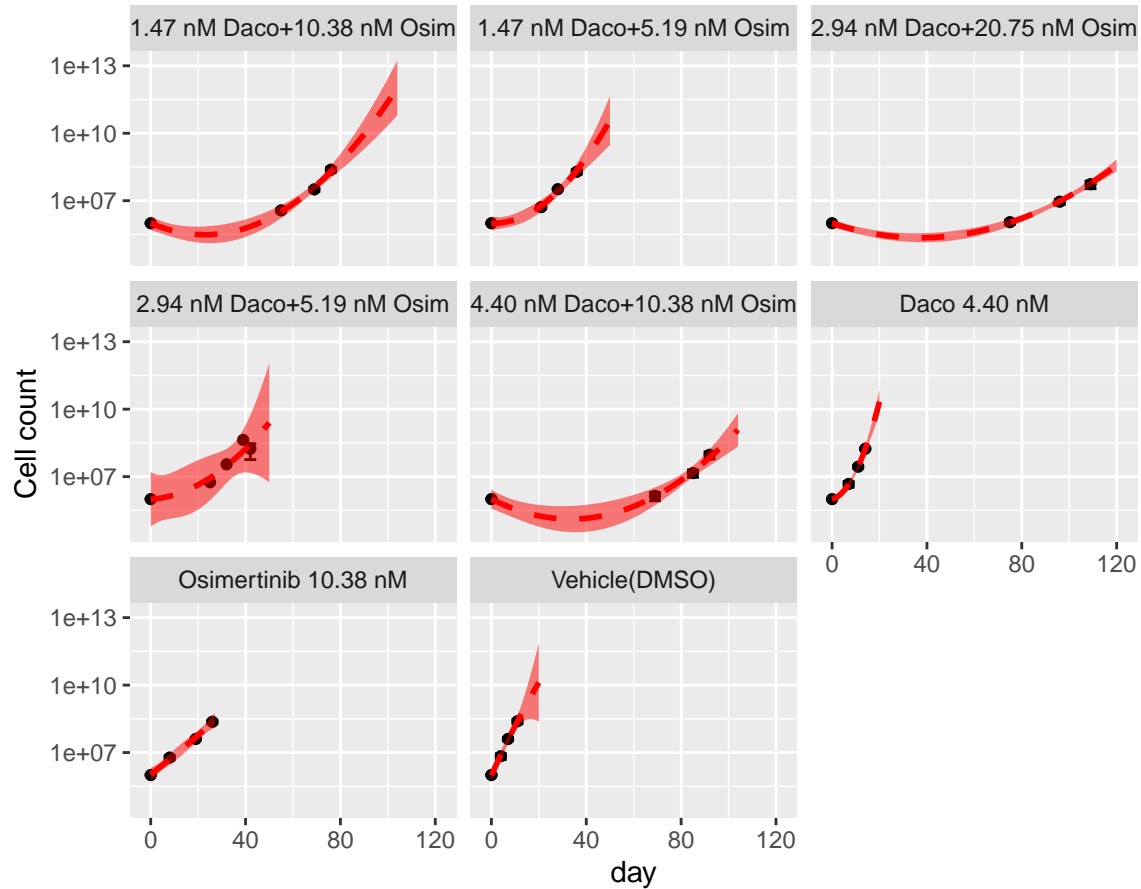 1.47 nM Daco+10.38 nM Osim
1.47 nM Daco+5.19 nM Osim
2.94 nM Daco+20.75 nM Osim
1e+13
1e+10
1e+07
2.94 nM Daco+5.19 nM Osim
4.40 nM Daco+10.38 nM Osim
Daco 4.40 nM
1e+13
1e+10
1e+07
Cell count
0 40 80 120
Osimertinib 10.38 nM
Vehicle(DMSO)
1e+13
1e+10
1e+07
0 40 80 120
0 40 80 120
day